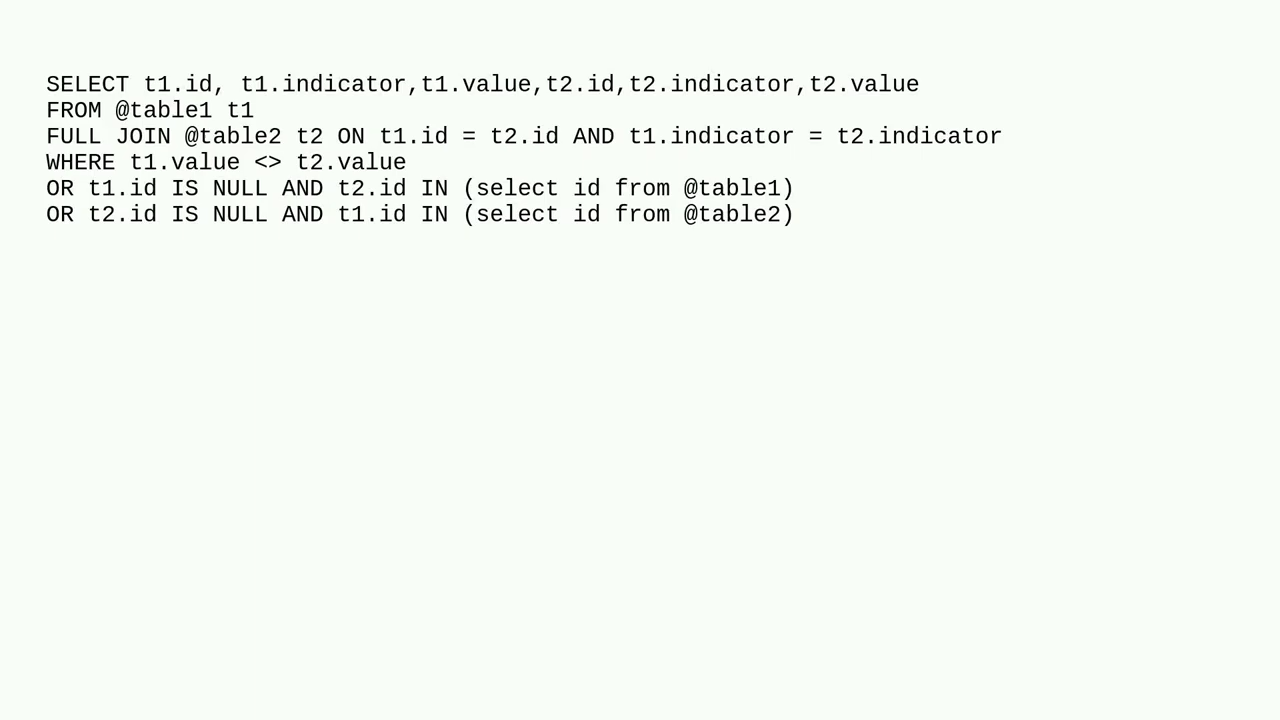 SELECT t1.id, t1.indicator,t1.value,t2.id,t2.indicator,t2.value
FROM @table1 t1
FULL JOIN @table2 t2 ON t1.id = t2.id AND t1.indicator = t2.indicator
WHERE t1.value <> t2.value
OR t1.id IS NULL AND t2.id IN (select id from @table1)
OR t2.id IS NULL AND t1.id IN (select id from @table2)